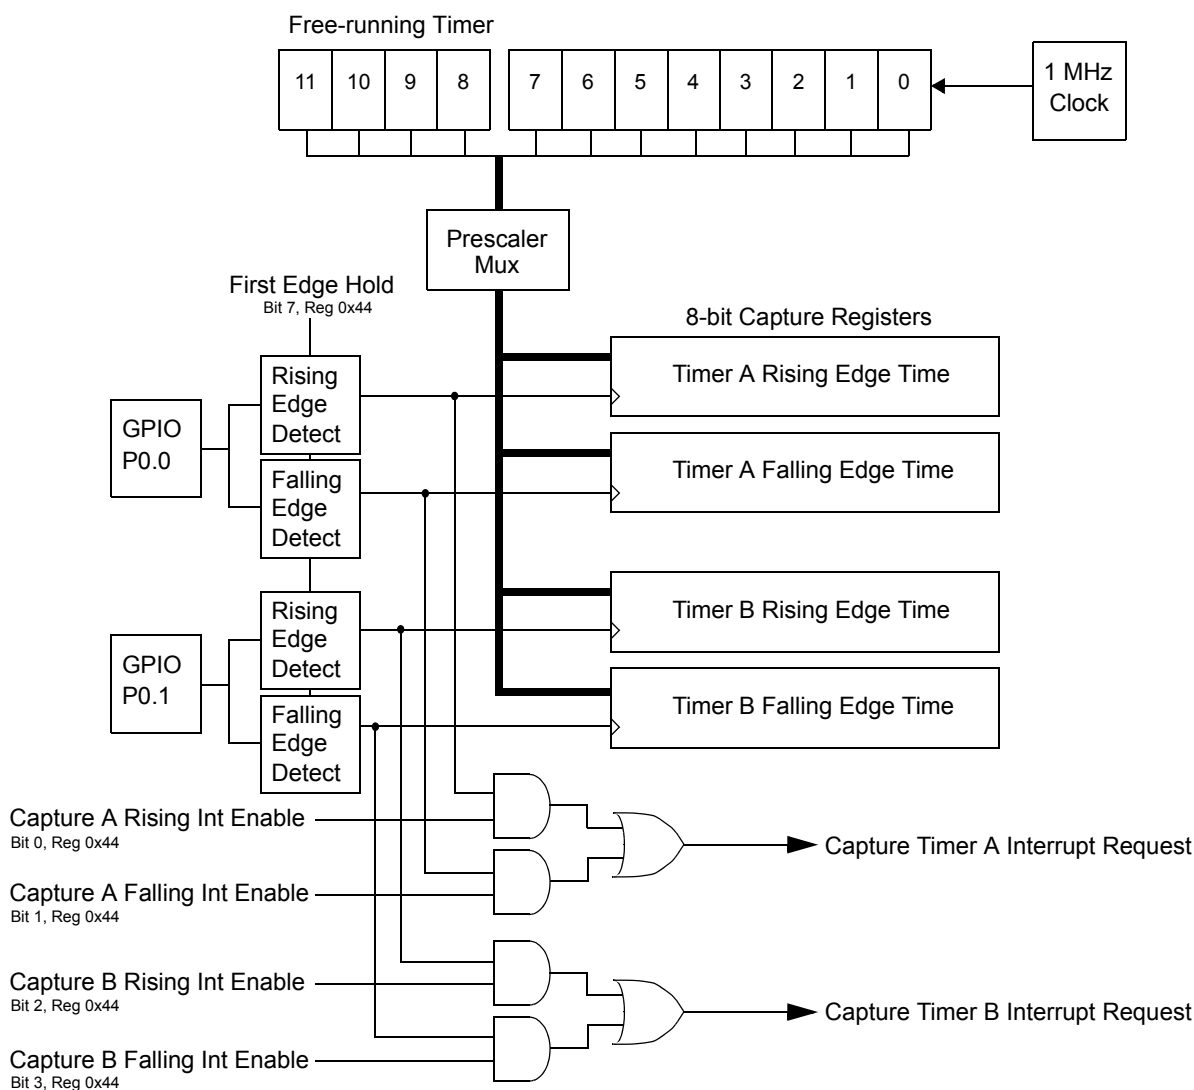 Free-running Timer
11 10 9 8 7 6 5 4 3 2 1 0
1 MHz
Clock
Prescaler
Mux
First Edge Hold
Bit 7, Reg 0x44
8-bit Capture Registers
Rising
Edge
Detect
Timer A Rising Edge Time
GPIO
P0.0
Falling
Edge
Detect
Timer A Falling Edge Time
Rising
Edge
Detect
Timer B Rising Edge Time
GPIO
P0.1
Falling
Edge
Detect
Timer B Falling Edge Time
Capture A Rising Int Enable
Bit 0, Reg 0x44
Capture Timer A Interrupt Request
Capture A Falling Int Enable
Bit 1, Reg 0x44
Capture B Rising Int Enable
Bit 2, Reg 0x44
Capture Timer B Interrupt Request
Capture B Falling Int Enable
Bit 3, Reg 0x44